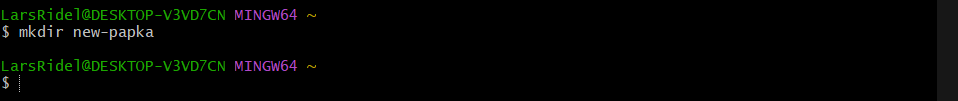 LarsRidel@DESKTOP-V3VD7CN MINGW64 ~
$ mkdir new-papka
LarsRidel@DESKTOP-V3VD7CN MINGW64 ~
$